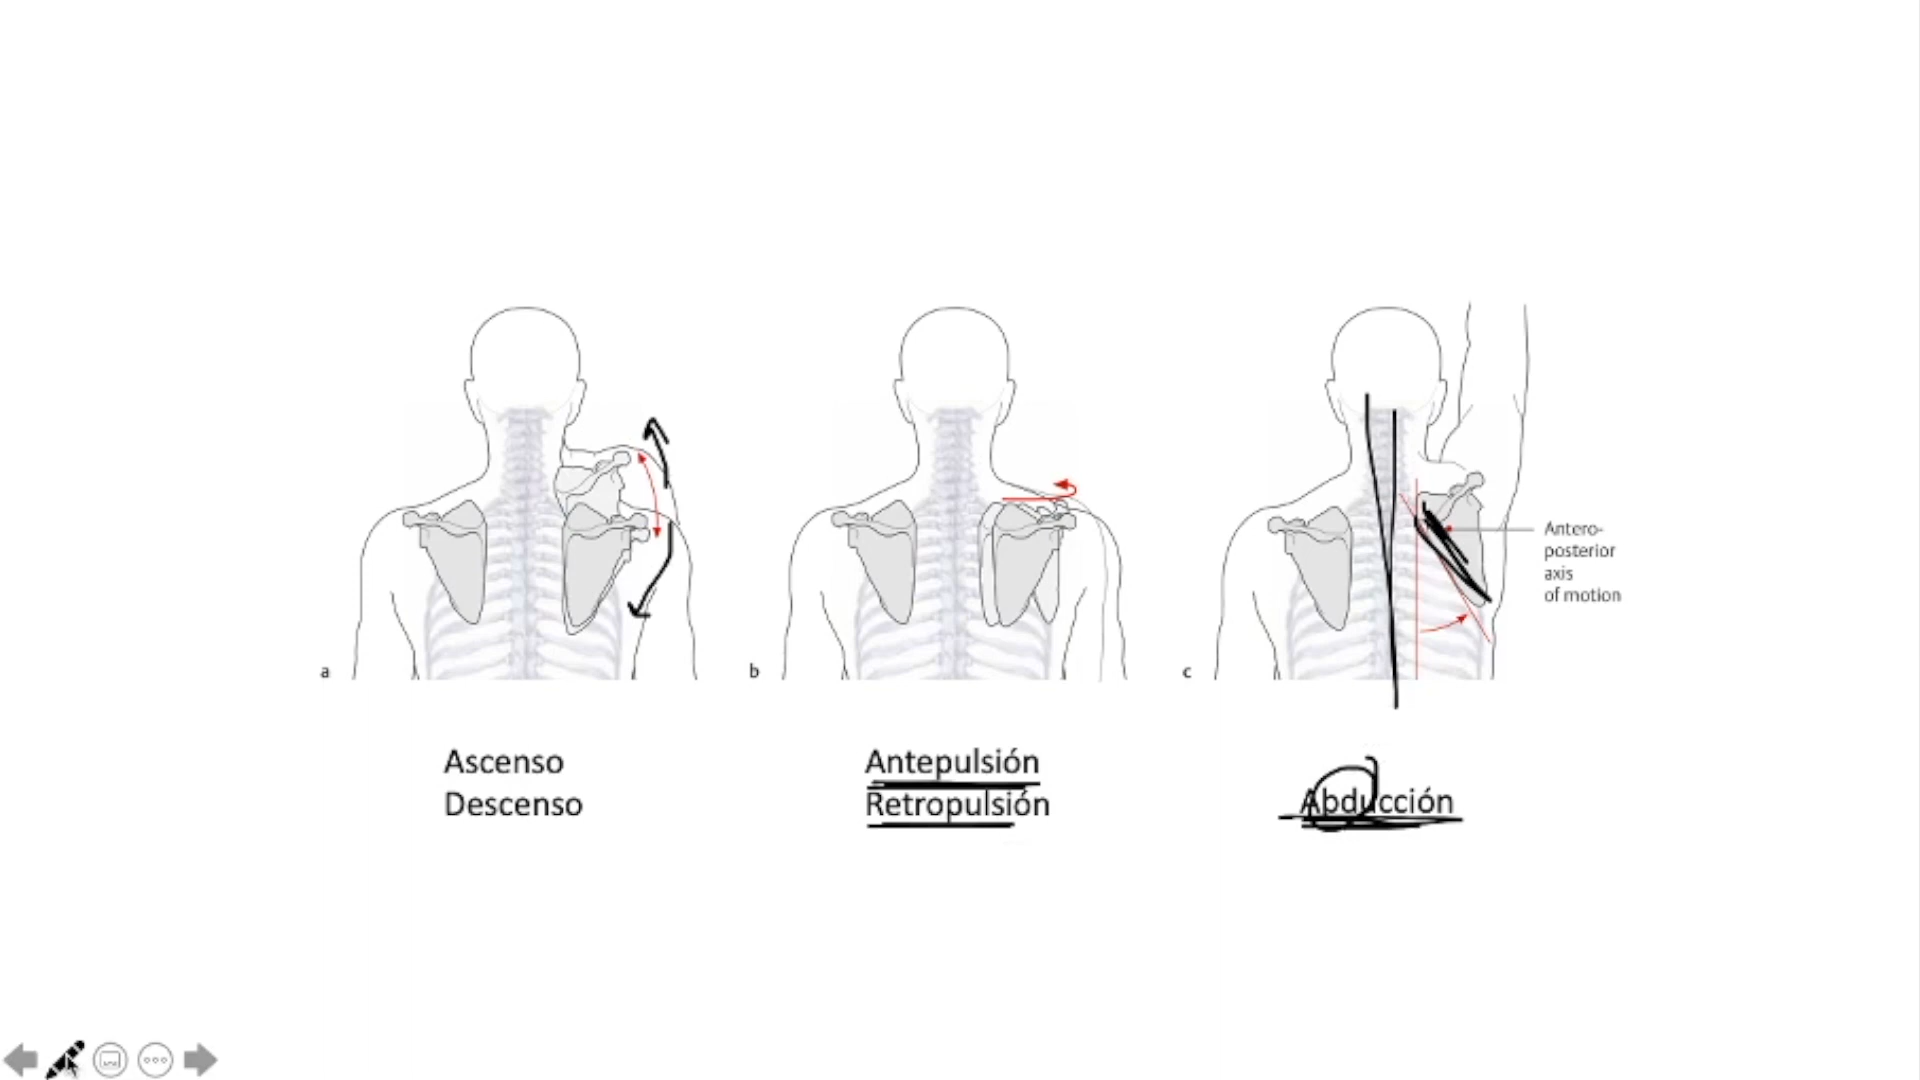 Antero-
posterior
axis
of motion
a
b
c
Ascenso
Descenso
Antepulsión
Retropulsión
Abducción